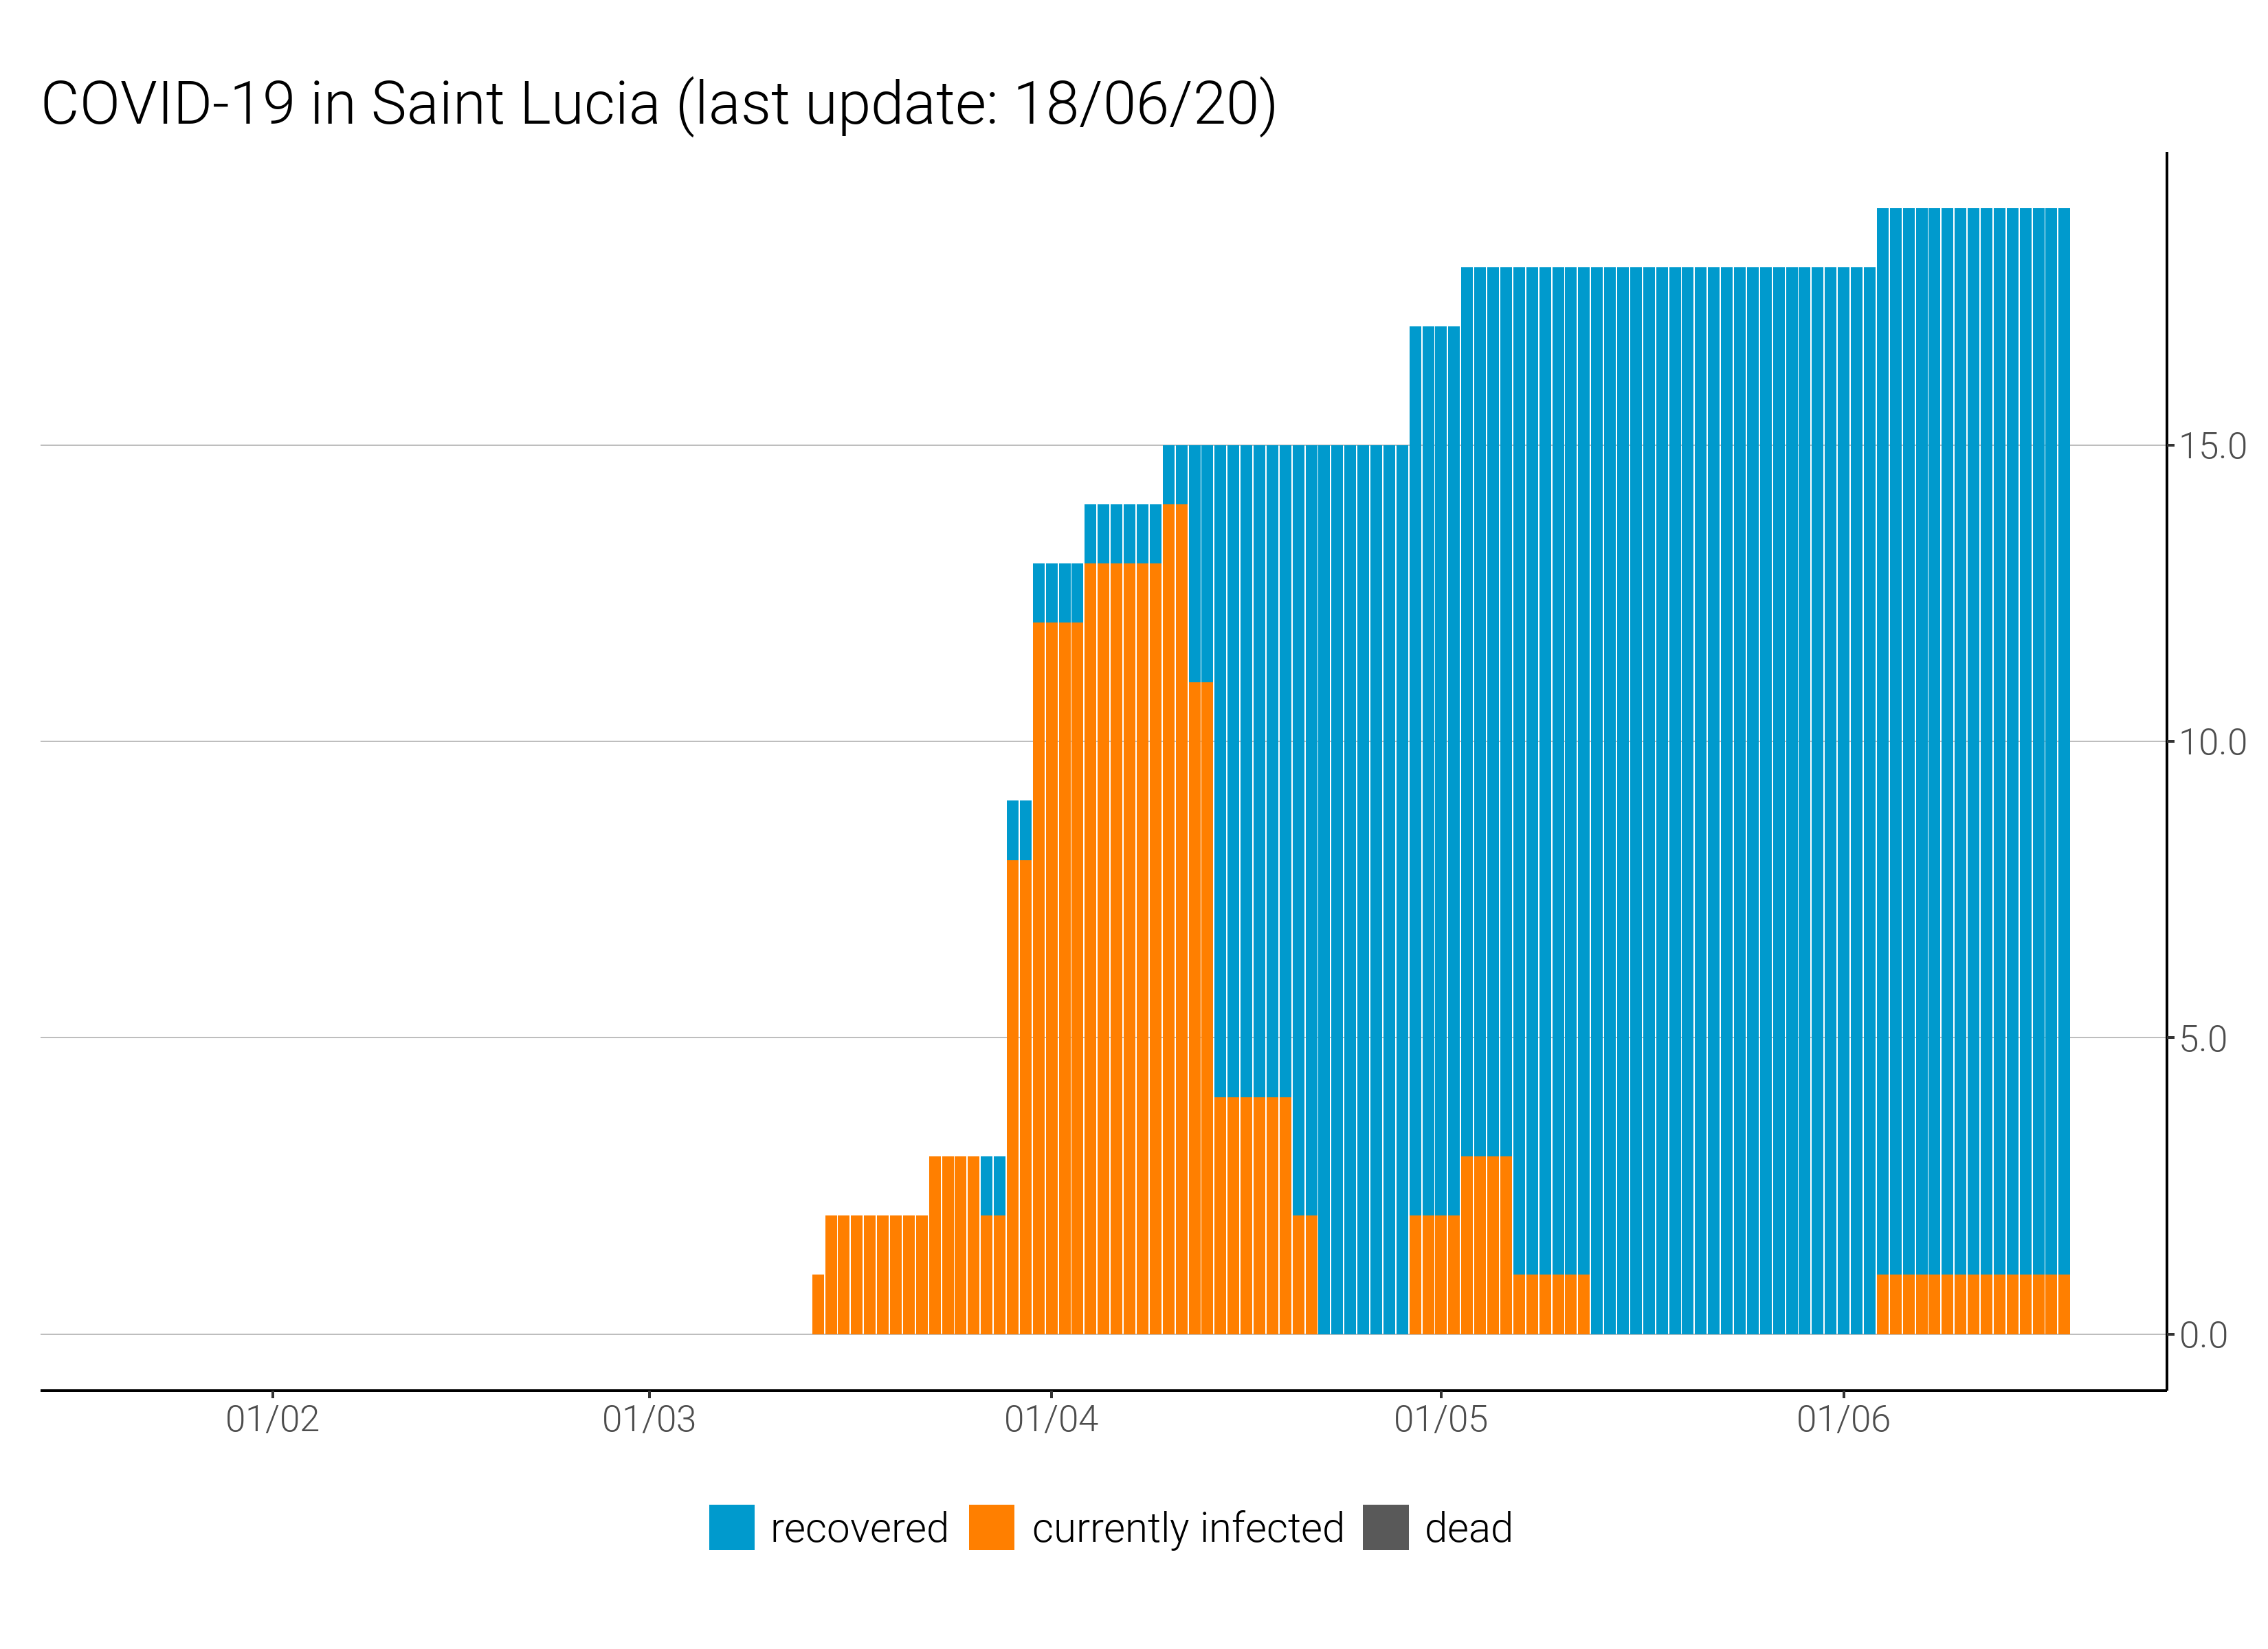 COVID-19 in Saint Lucia (last update: 18/06/20)
15.0
10.0
5.0
0.0
01/02 01/03 01/04 01/05 01/06
recovered currently infected dead